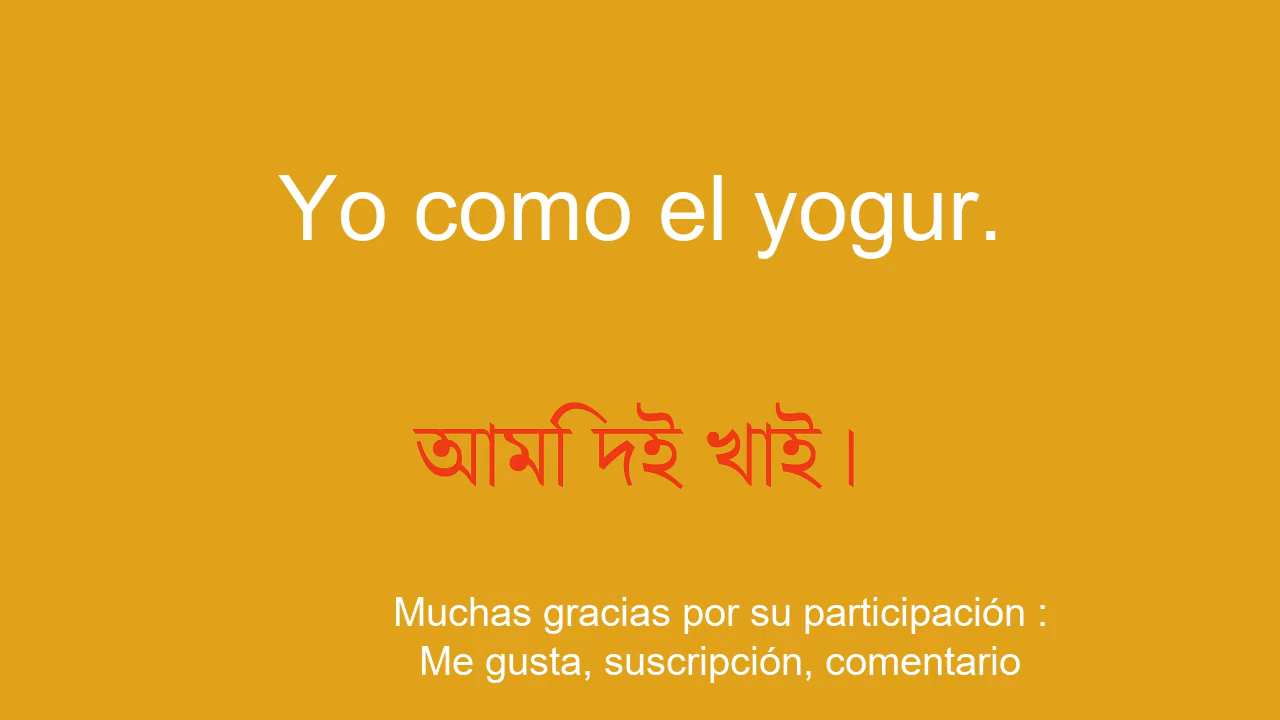 Yo como el yogur.
আমি দই খাই।
Muchas gracias por su participación :
Me gusta, suscripción, comentario